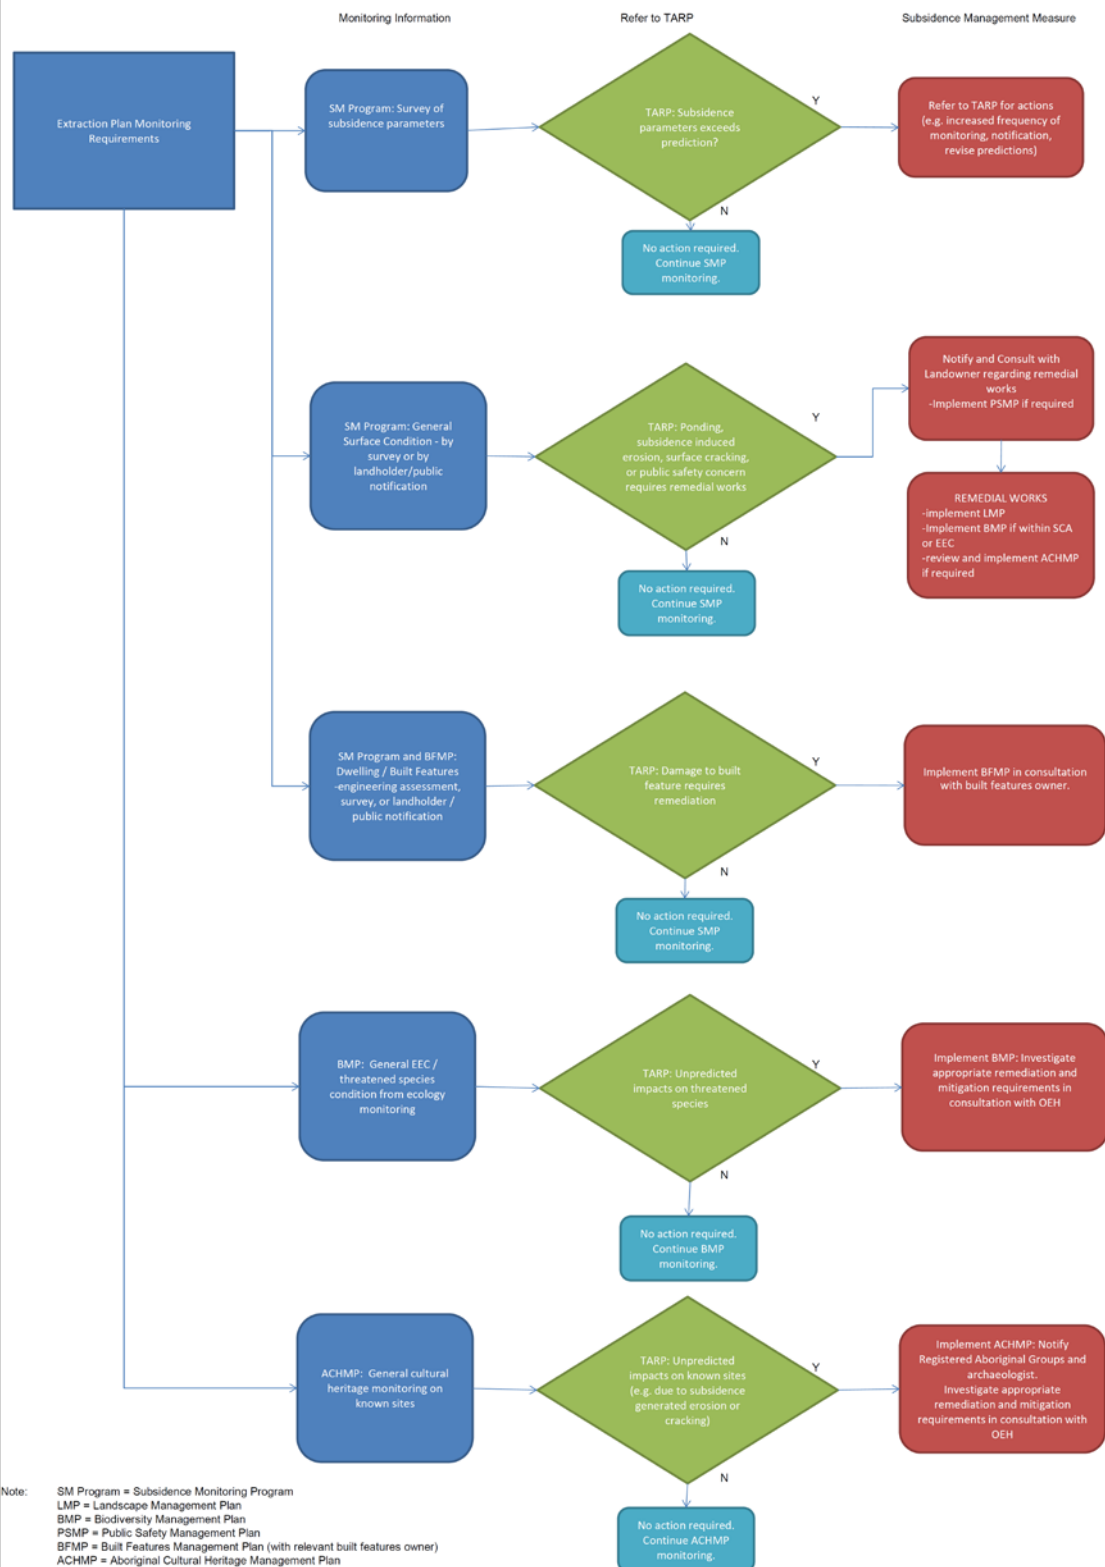 Monitoring Information
Refer to TARP
Subsidence Management Measure
Extraction Plan Monitoring
Requirements
SM Program: Survey of
subsidence parameters
TARP: Subsidence
parameters exceeds
prediction?
Y
Refer to TARP for actions
(e.g. increased frequency of
monitoring, notification,
revise predictions)
N
No action required.
Continue SMP
monitoring.
SM Program: General
Surface Condition - by
survey or by
landholder/public
notification
TARP: Ponding,
subsidence induced
erosion, surface cracking,
or public safety concern
requires remedial works
Y
Notify and Consult with
Landowner regarding remedial
works
-Implement PSMP if required
REMEDIAL WORKS
-implement LMP
-Implement BMP if within SCA
or EEC
-review and implement ACHMP
if required
N
No action required.
Continue SMP
monitoring.
SM Program and BFMP:
Dwelling / Built Features
-engineering assessment,
survey, or landholder /
public notification
TARP: Damage to built
feature requires
remediation
Y
Implement BFMP in consultation
with built features owner.
N
No action required.
Continue SMP
monitoring.
BMP:  General EEC /
threatened species
condition from ecology
monitoring
TARP: Unpredicted
impacts on threatened
species
Y
Implement BMP: Investigate
appropriate remediation and
mitigation requirements in
consultation with OEH
N
No action required.
Continue BMP
monitoring.
ACHMP:  General cultural
heritage monitoring on
known sites
TARP: Unpredicted
impacts on known sites
(e.g. due to subsidence
generated erosion or
cracking)
Y
Implement ACHMP: Notify
Registered Aboriginal Groups and
archaeologist.
Investigate appropriate
remediation and mitigation
requirements in consultation with
OEH
N
No action required.
Continue ACHMP
monitoring.
Note: SM Program = Subsidence Monitoring Program
LMP = Landscape Management Plan
BMP = Biodiversity Management Plan
PSMP = Public Safety Management Plan
BFMP = Built Features Management Plan (with relevant built features owner)
ACHMP = Aboriginal Cultural Heritage Management Plan